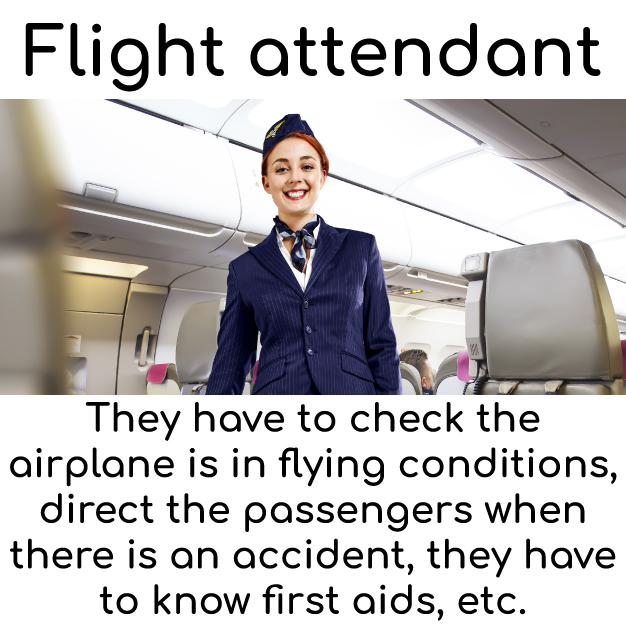 Flight attendant
They have to check the
airplane is in flying conditions,
direct the passengers when
there is an accident, they have
to know first aids, etc.